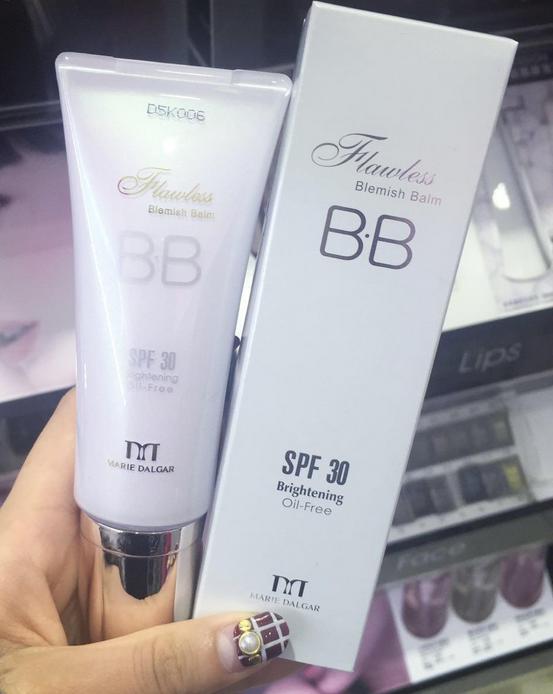 D5K006
Flawless
Blemish Balm
B·B
SPF 30
Brightening
Oil-Free
MARIE DALGAR
Flawless
Blemish Balm
B·B
SPF 30
Brightening
Oil-Free
MARIE DALGAR
Lips
Face